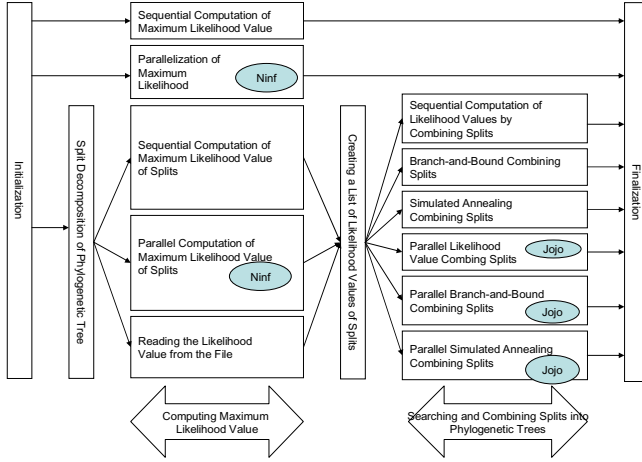 Sequential Computation of
Maximum Likelihood Value
Parallelization of
Maximum
Likelihood
Ninf
Initialization
Split Decomposition of Phylogenetic Tree
Sequential Computation of
Maximum Likelihood Value
of Splits
Parallel Computation of
Maximum Likelihood Value
of Splits
Ninf
Reading the Likelihood
Value from the File
Creating a List of Likelihood Values of Splits
Sequential Computation of
Likelihood Values by
Combining Splits
Branch-and-Bound Combining
Splits
Simulated Annealing
Combining Splits
Parallel Likelihood
Value Combing Splits
Jojo
Parallel Branch-and-Bound
Combining Splits
Jojo
Parallel Simulated Annealing
Combining Splits
Jojo
Finalization
Computing Maximum
Likelihood Value
Searching and Combining Splits into
Phylogenetic Trees